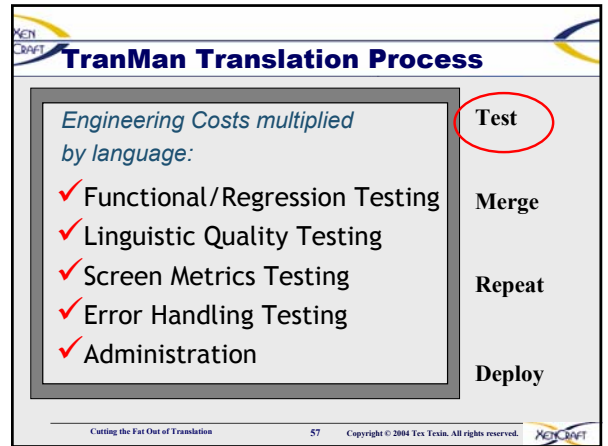 XEN
CRAFT
TranMan Translation Process
Engineering Costs multiplied
by language:
Functional/Regression Testing
Linguistic Quality Testing
Screen Metrics Testing
Error Handling Testing
Administration
Test
Merge
Repeat
Deploy
Cutting the Fat Out of Translation 57 Copyright © 2004 Tex Texin. All rights reserved.
XENCRAFT